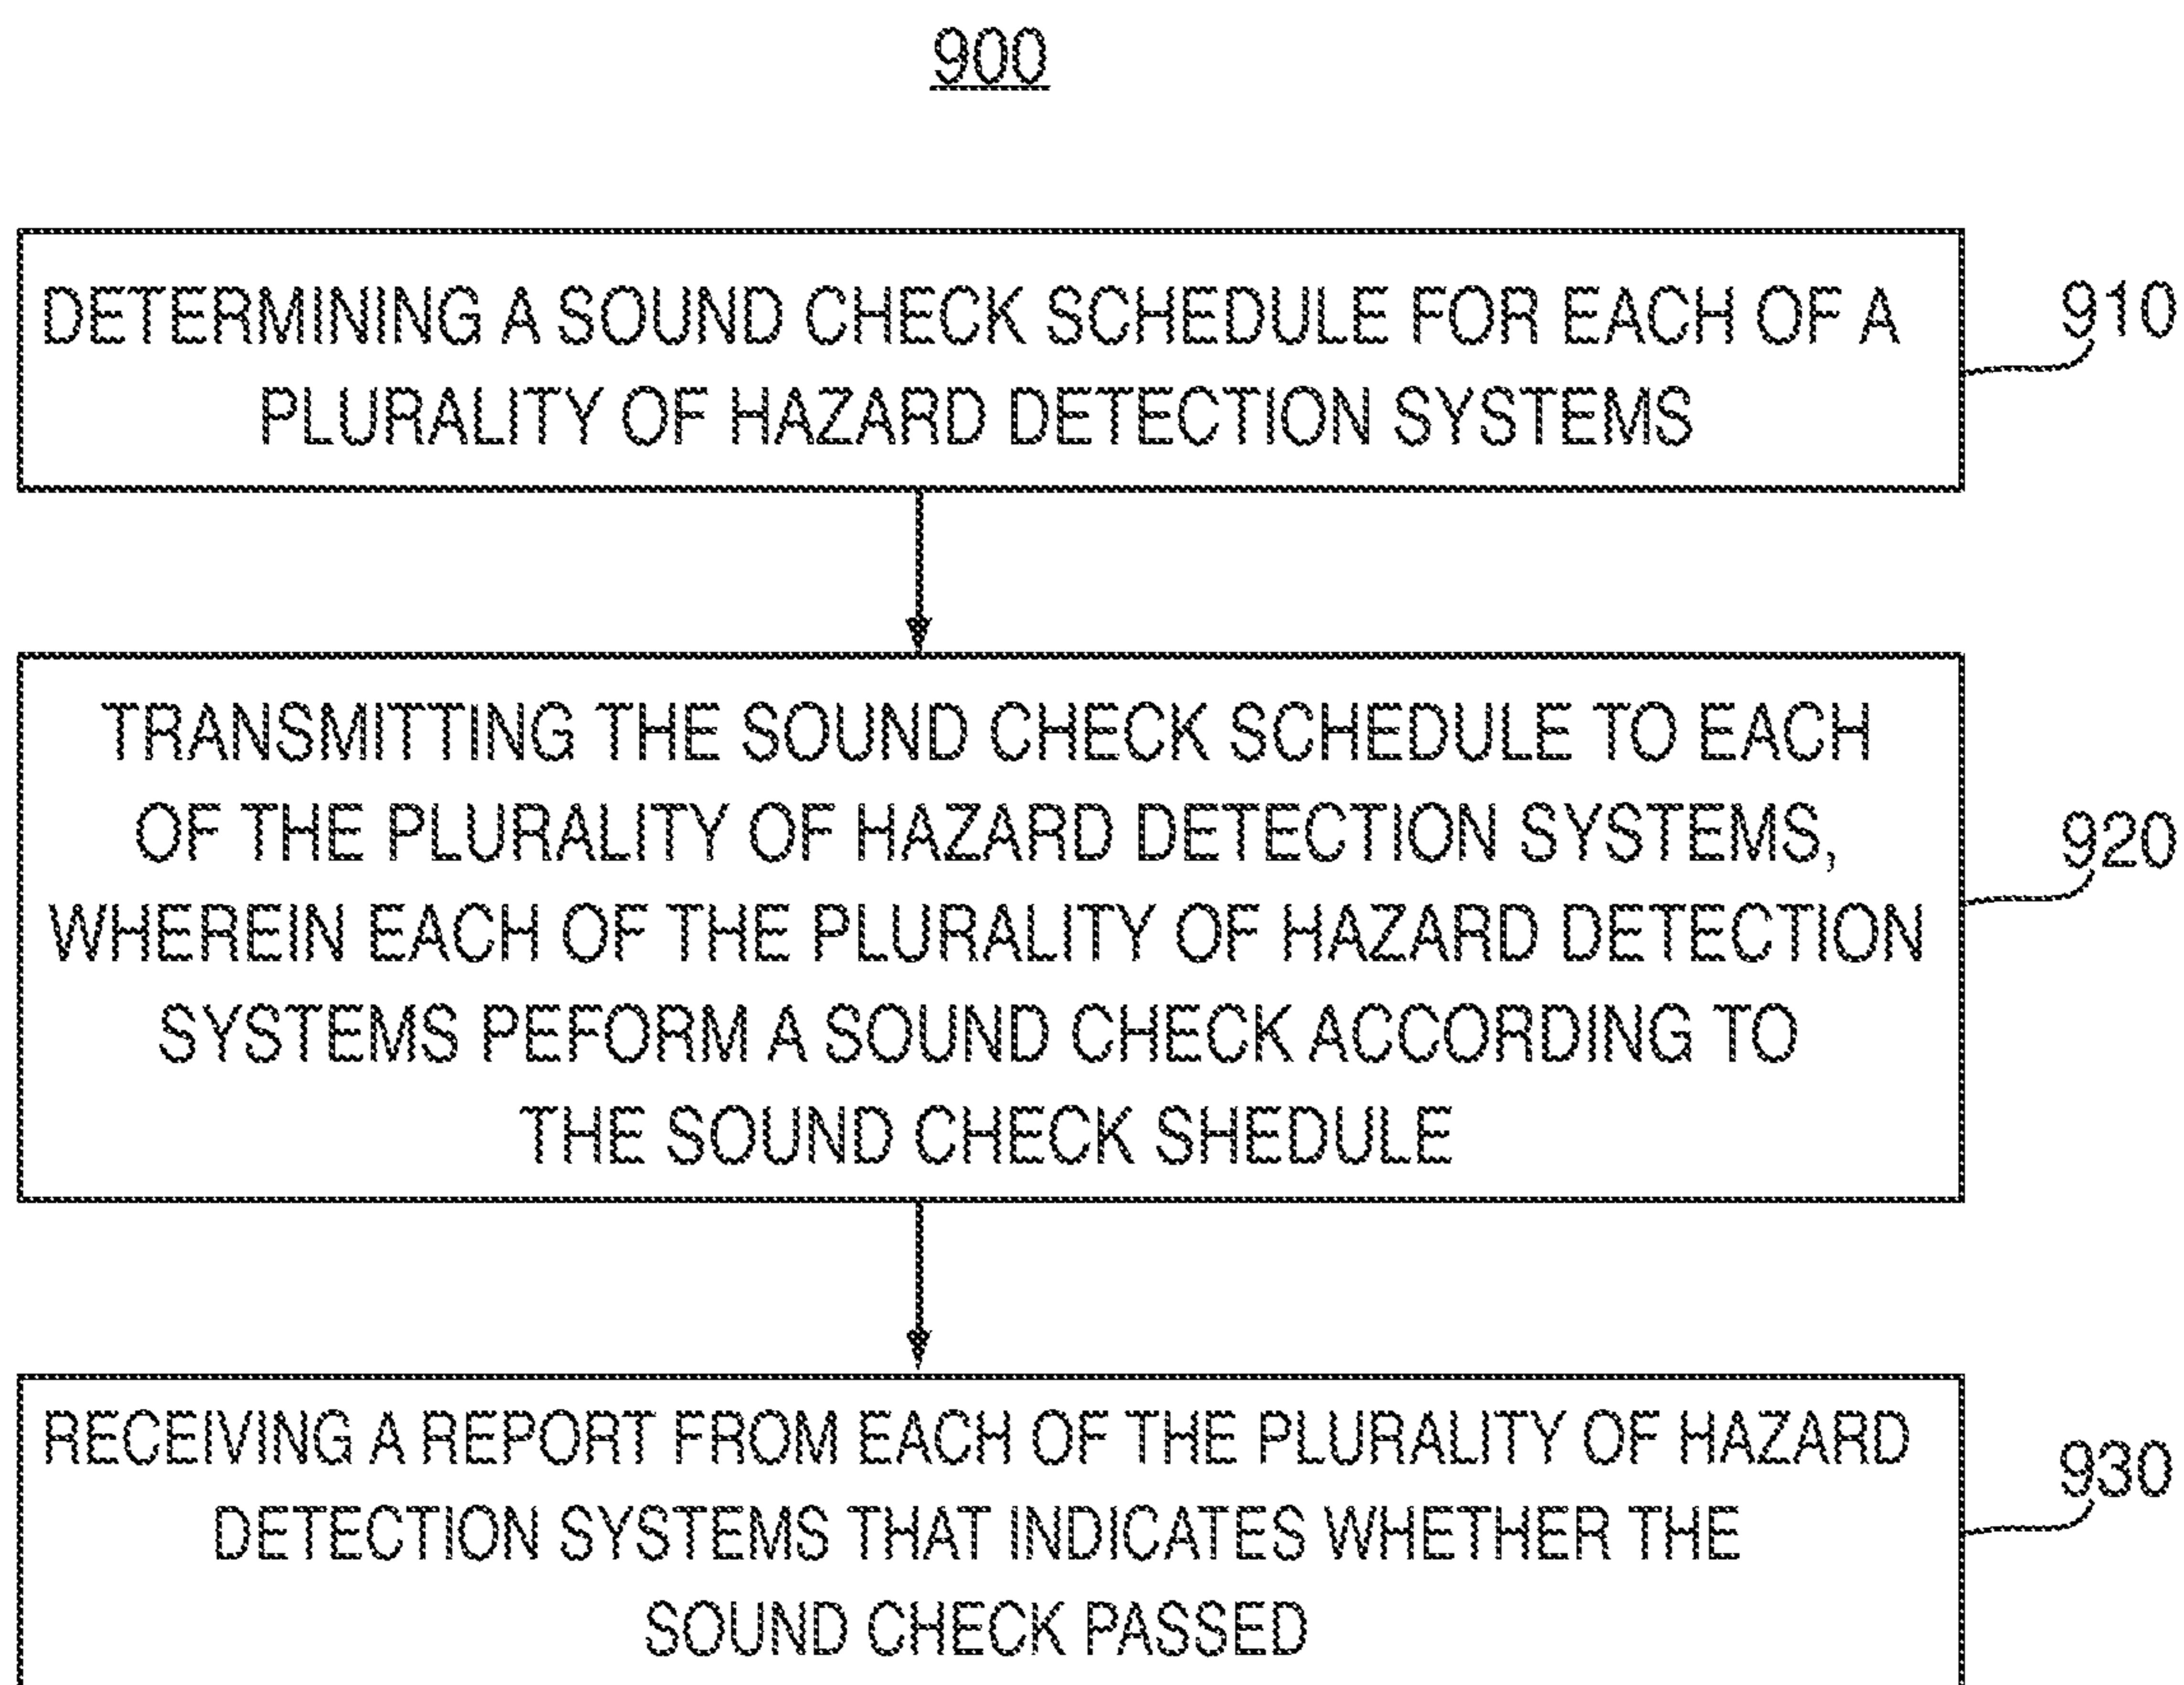 900
DETERMINING A SOUND CHECK SCHEDULE FOR EACH OF A
PLURALITY OF HAZARD DETECTION SYSTEMS
910
TRANSMITTING THE SOUND CHECK SCHEDULE TO EACH
OF THE PLURALITY OF HAZARD DETECTION SYSTEMS,
WHEREIN EACH OF THE PLURALITY OF HAZARD DETECTION
SYSTEMS PEFORM A SOUND CHECK ACCORDING TO
THE SOUND CHECK SHEDULE
920
RECEIVING A REPORT FROM EACH OF THE PLURALITY OF HAZARD
DETECTION SYSTEMS THAT INDICATES WHETHER THE
SOUND CHECK PASSED
930